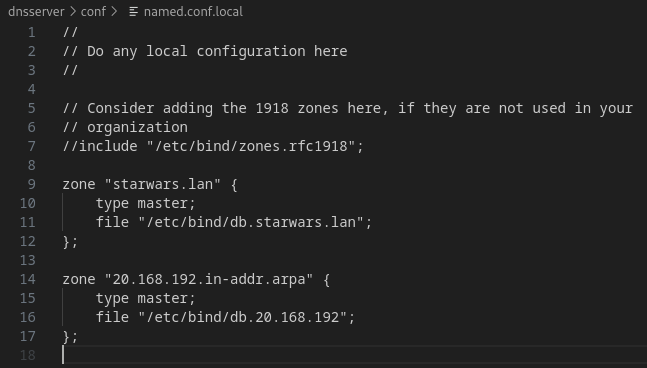 dnsserver > conf > named.conf.local
1 //
2 // Do any local configuration here
3 //
4
5 // Consider adding the 1918 zones here, if they are not used in your
6 // organization
7 //include "/etc/bind/zones.rfc1918";
8
9 zone "starwars.lan" {
10     type master;
11     file "/etc/bind/db.starwars.lan";
12 };
13
14 zone "20.168.192.in-addr.arpa" {
15     type master;
16     file "/etc/bind/db.20.168.192";
17 };
18